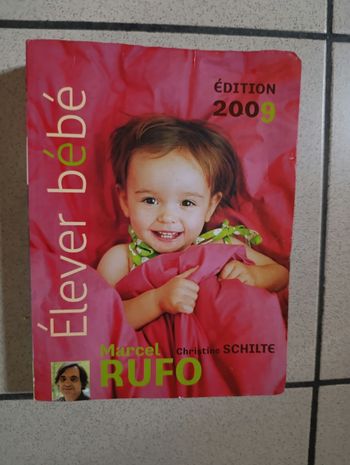 ÉDITION
2009
Élever bébé
Marcel Christine SCHILTE
RUFO